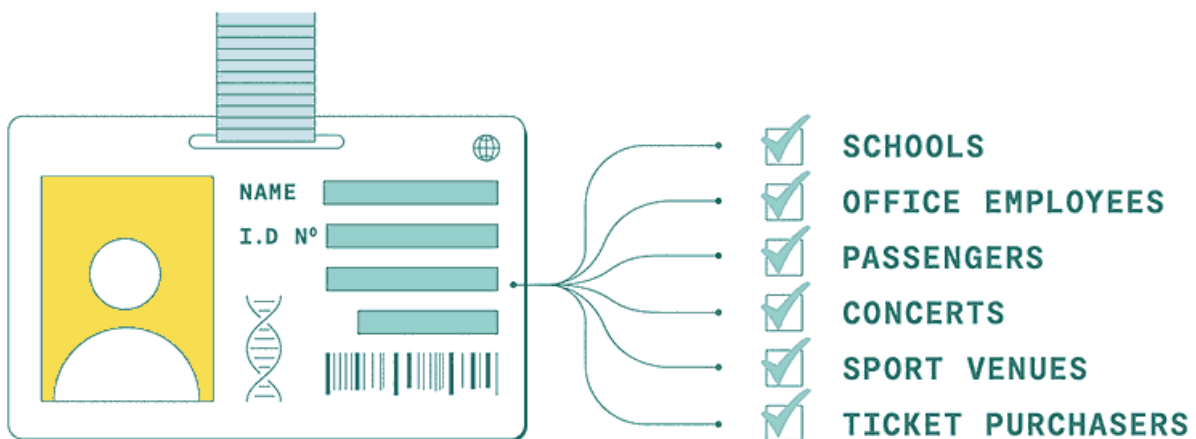 NAME
I.D Nº
SCHOOLS
OFFICE EMPLOYEES
PASSENGERS
CONCERTS
SPORT VENUES
TICKET PURCHASERS